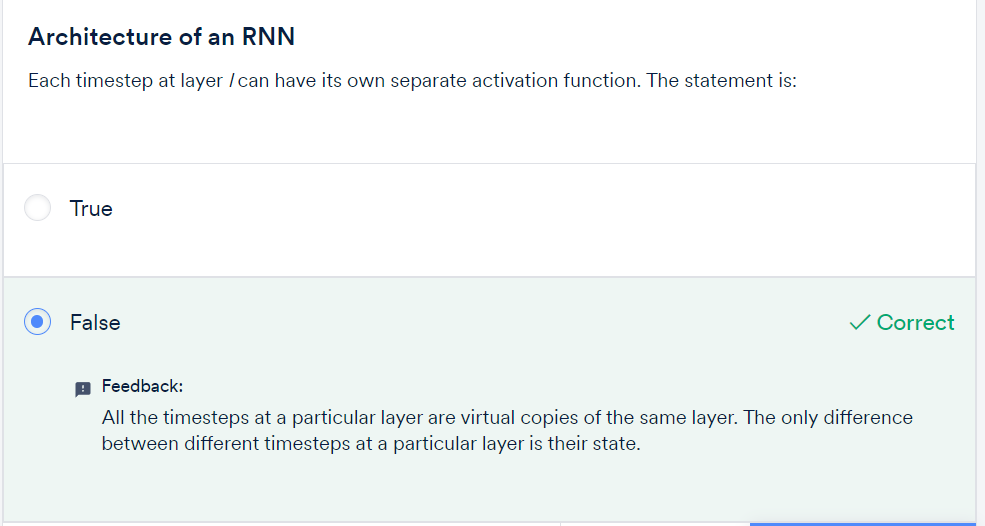 Architecture of an RNN
Each timestep at layer l can have its own separate activation function. The statement is:
True
False
Correct
Feedback:
All the timesteps at a particular layer are virtual copies of the same layer. The only difference
between different timesteps at a particular layer is their state.